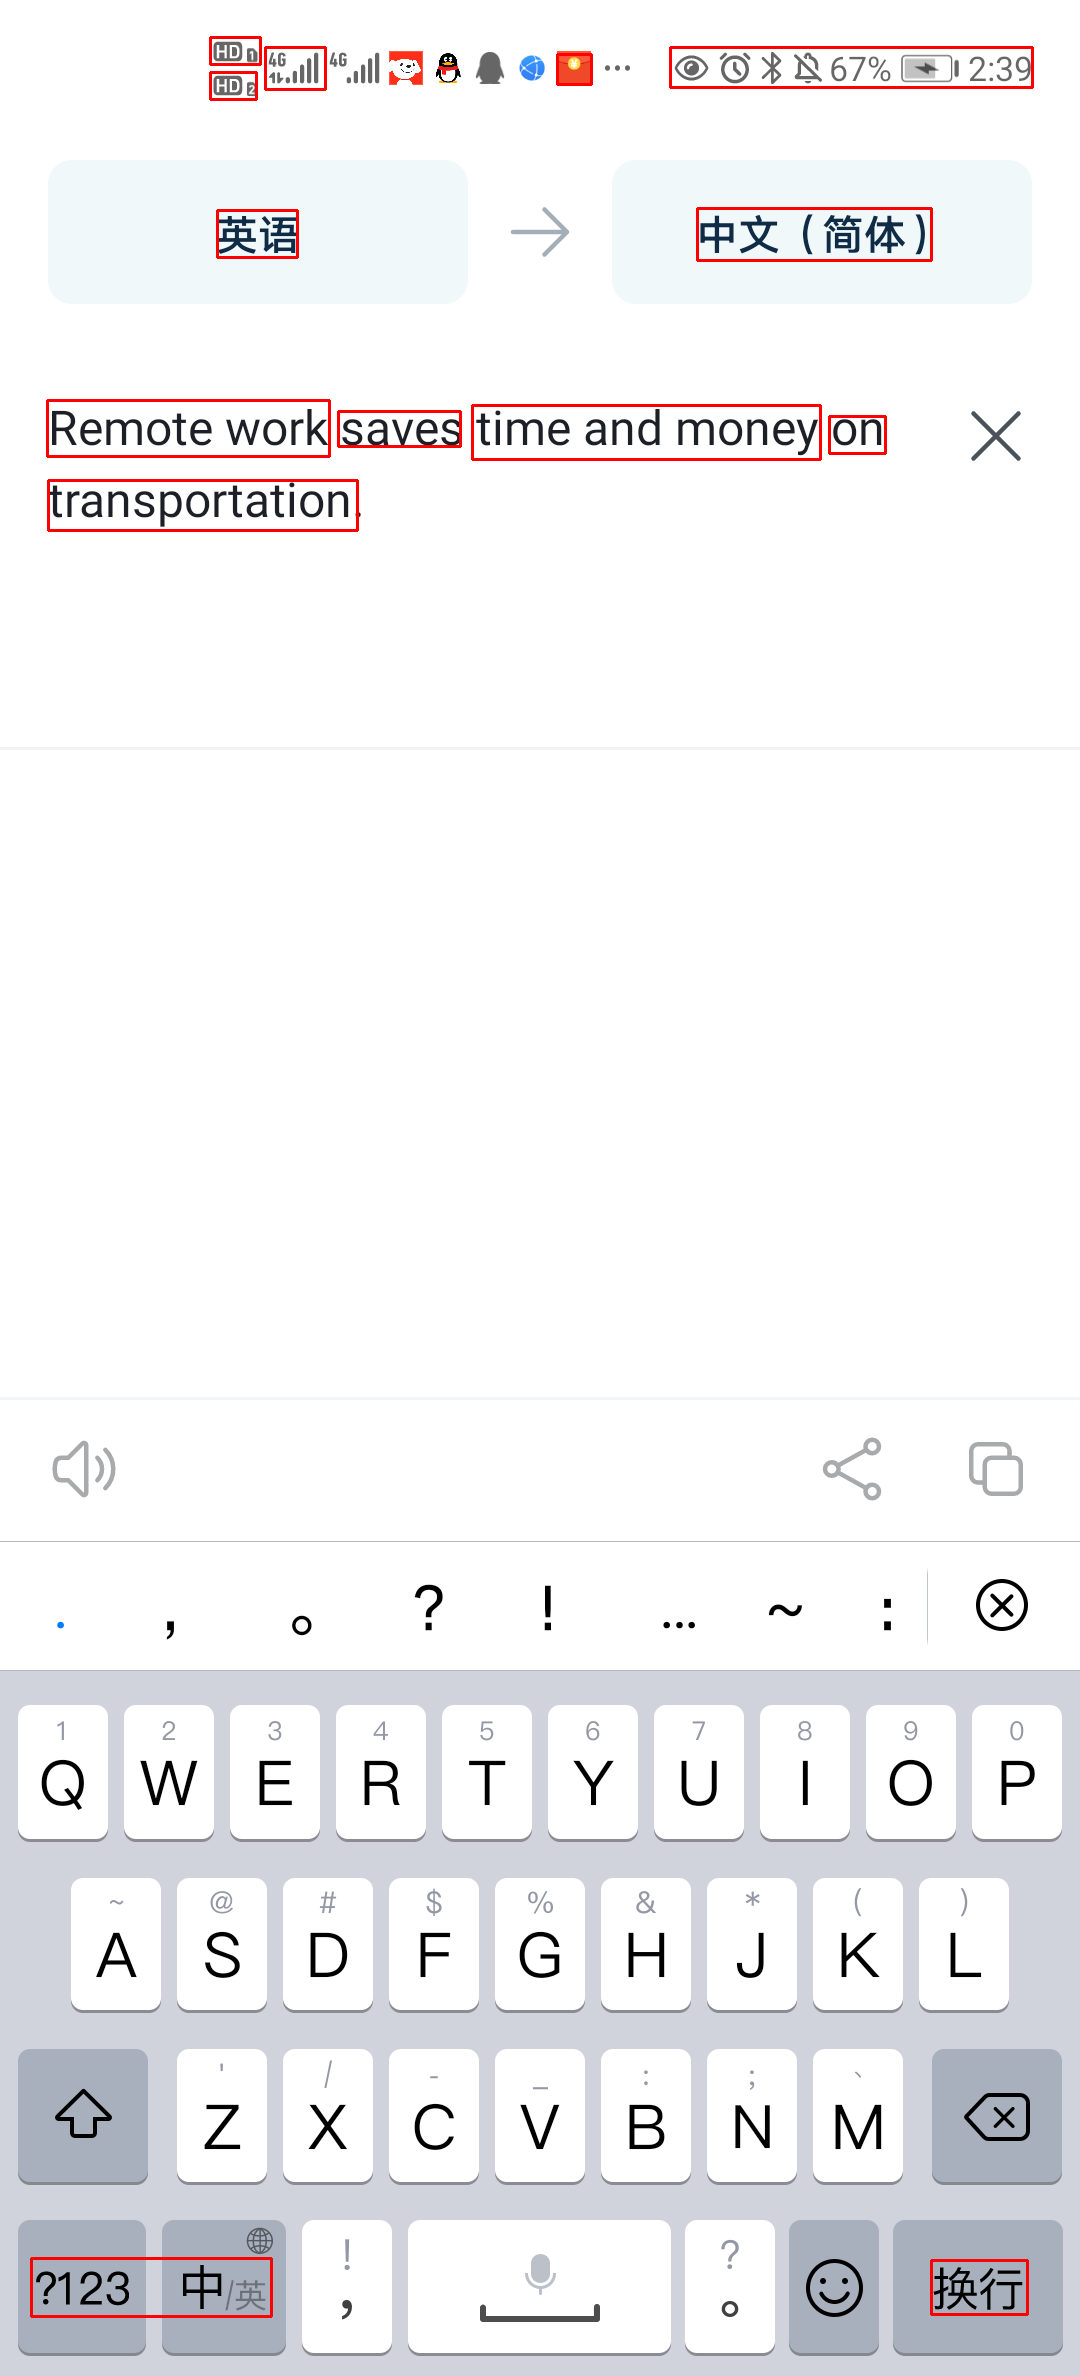 HD 1 4G 4G 67% 2:39
HD 2
英语 中文（简体）
Remote work saves time and money on
transportation.
. , 。 ? ! ... ~ :
1 2 3 4 5 6 7 8 9 0
Q W E R T Y U I O P
~ @ # $ % & * ( )
A S D F G H J K L
' / - _ : ; `
Z X C V B N M
! ?
?123 中/英 , 。 换行